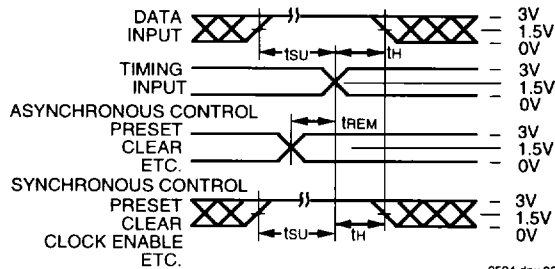 DATA
INPUT
3V
1.5V
0V
tSU
tH
TIMING
INPUT
3V
1.5V
0V
ASYNCHRONOUS CONTROL
PRESET
CLEAR
ETC.
tREM
3V
1.5V
0V
SYNCHRONOUS CONTROL
PRESET
CLEAR
CLOCK ENABLE
ETC.
3V
1.5V
0V
tSU
tH